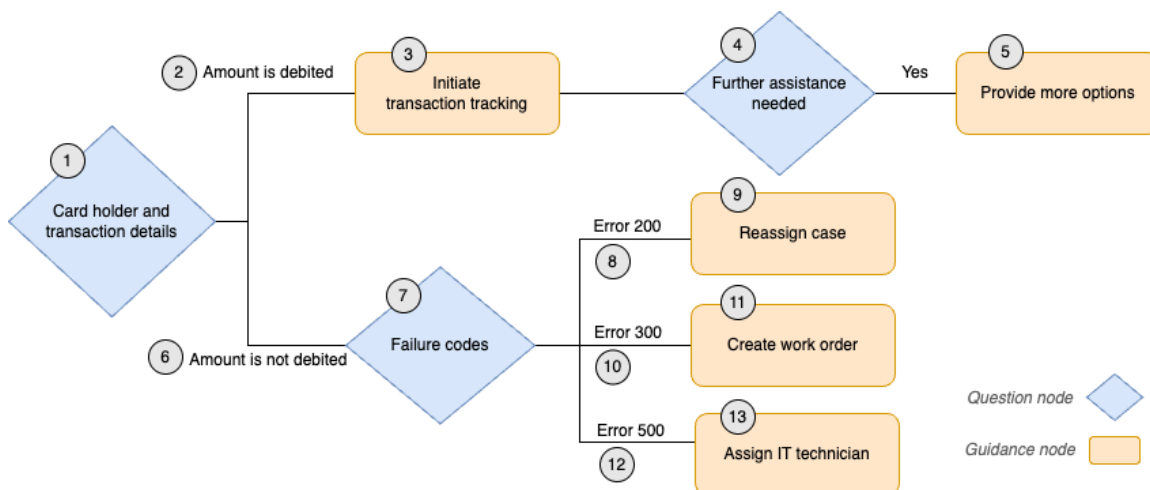 1
Card holder and
transaction details
2
Amount is debited
3
Initiate
transaction tracking
4
Further assistance
needed
Yes
5
Provide more options
6
Amount is not debited
7
Failure codes
Error 200
8
9
Reassign case
Error 300
10
11
Create work order
Error 500
12
13
Assign IT technician
Question node
Guidance node